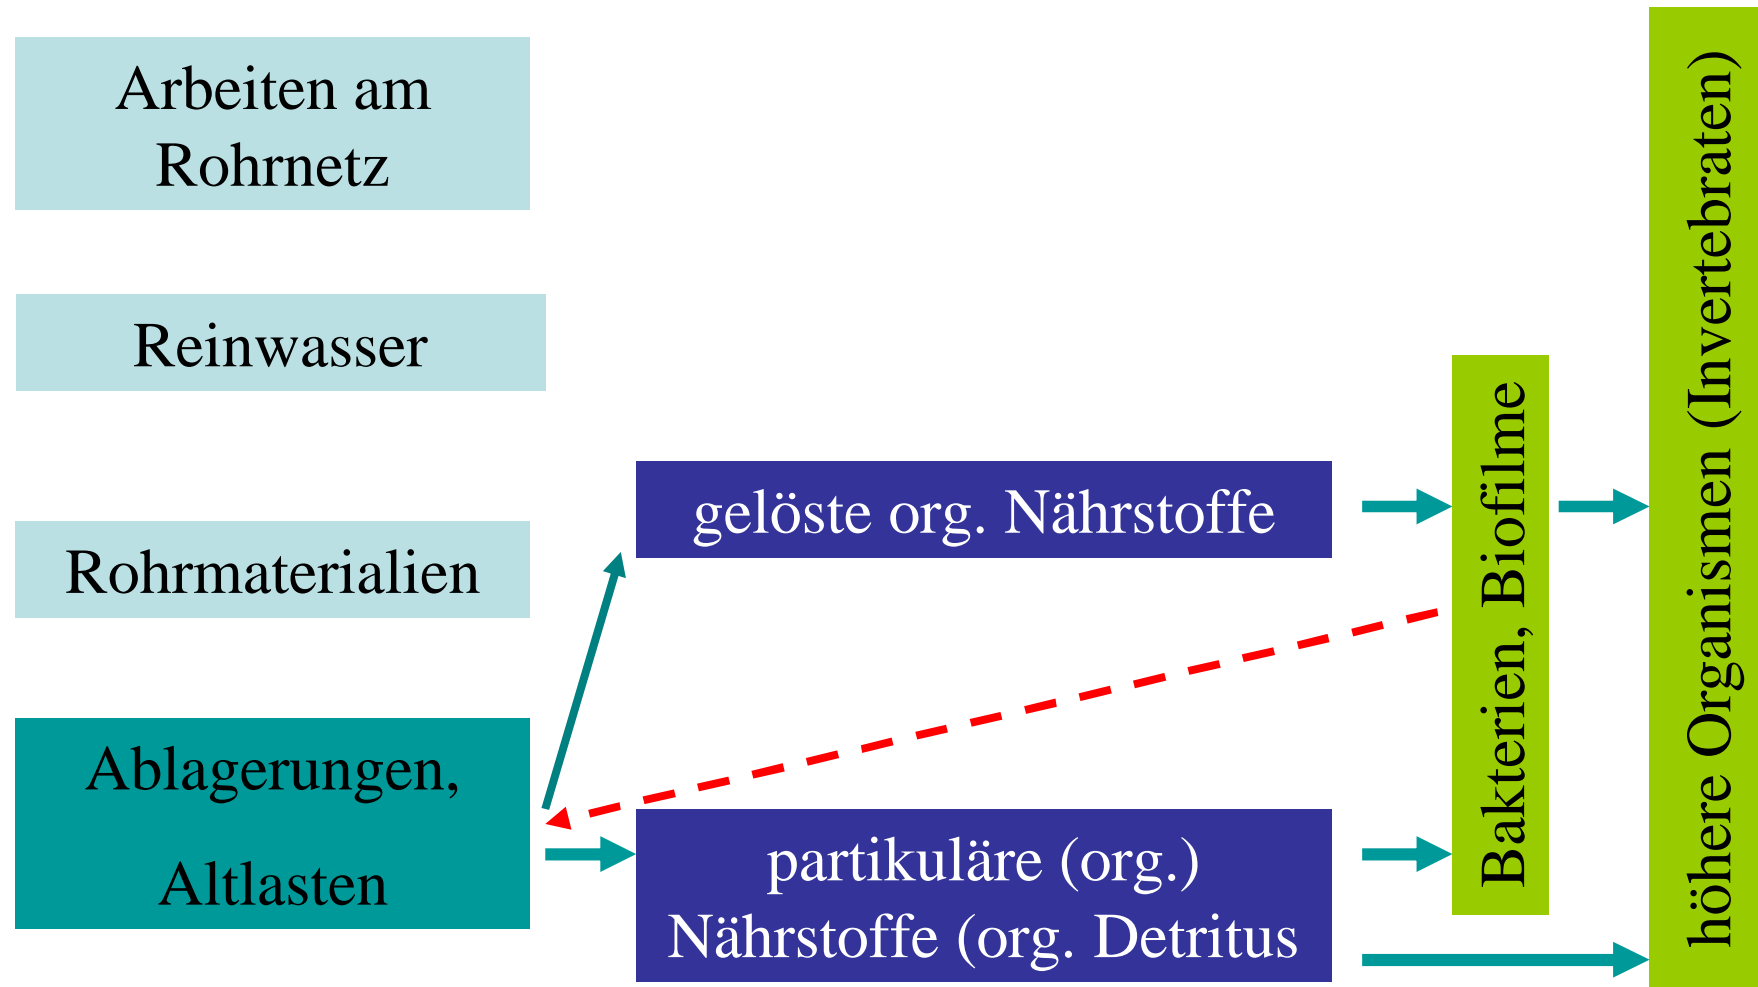 Arbeiten am
Rohrnetz
Reinwasser
Rohrmaterialien
Ablagerungen,
Altlasten
gelöste org. Nährstoffe
partikuläre (org.)
Nährstoffe (org. Detritus
Bakterien, Biofilme
höhere Organismen (Invertebraten)